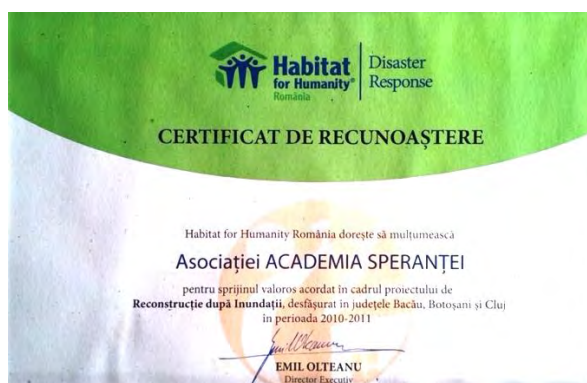 Habitat
for Humanity®
România
Disaster
Response
CERTIFICAT DE RECUNOAȘTERE
Habitat for Humanity România dorește să mulțumească
Asociației ACADEMIA SPERANȚEI
pentru sprijinul valoros acordat în cadrul proiectului de
Reconstrucție după Inundații, desfășurat în județele Bacău, Botoșani și Cluj
în perioada 2010-2011
EMIL OLTEANU
Director Executiv